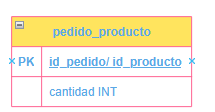 pedido_producto
PK id_pedido/ id_producto
cantidad INT